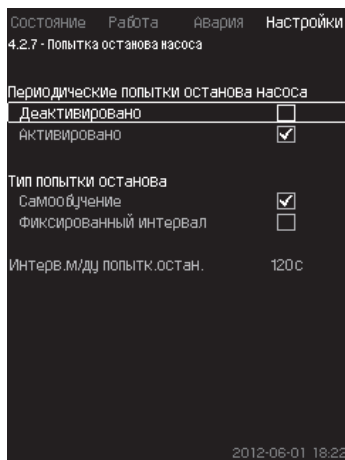 Состояние Работа Авария Настройки
4.2.7 - Попытка останова насоса
Периодические попытки останова насоса
Деактивировано
Активировано
Тип попытки останова
Самообучение
Фиксированный интервал
Интерв.м/ду попытк.остан. 120с
2012-06-01 18:22